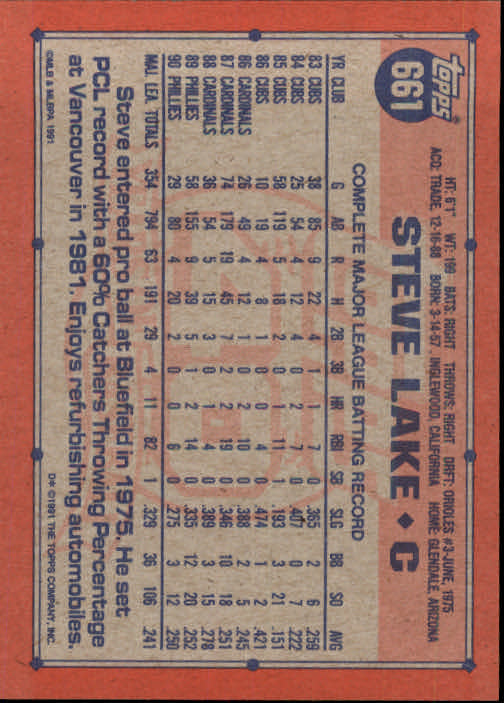 topps®
661
HT: 6'1" WT: 199 BATS: RIGHT THROWS: RIGHT DRFT: ORIOLES #3-JUNE, 1975
ACQ: TRADE, 12-16-88 BORN: 3-14-57, INGLEWOOD, CALIFORNIA HOME: GLENDALE, ARIZONA
STEVE LAKE ♦ C
COMPLETE MAJOR LEAGUE BATTING RECORD
YR CLUB G AB R H 2B 3B HR RBI SB SLG BB SO AVG
83 CUBS 38 85 9 22 4 1 1 7 0 .365 2 6 .259
84 CUBS 25 54 4 12 4 0 2 7 0 .407 0 7 .222
85 CUBS 58 119 5 18 2 0 1 11 1 .193 3 21 .151
86 CUBS 10 19 4 8 1 0 0 4 0 .474 1 2 .421
86 CARDINALS 26 49 4 12 1 0 2 10 0 .388 2 5 .245
87 CARDINALS 74 179 19 45 7 2 2 19 0 .346 10 18 .251
88 CARDINALS 36 54 5 15 3 0 1 4 0 .389 3 15 .278
89 PHILLIES 58 155 9 39 5 1 2 14 0 .335 12 20 .252
90 PHILLIES 29 80 4 20 2 0 0 6 0 .275 3 12 .250
MAJ. LEA. TOTALS 354 794 63 191 29 4 11 82 1 .329 36 106 .241
Steve entered pro ball at Bluefield in 1975. He set
PCL record with a 60% Catchers Throwing Percentage
at Vancouver in 1981. Enjoys refurbishing automobiles.
©MLB & MLBPA 1991
D* ©1991 THE TOPPS COMPANY, INC.